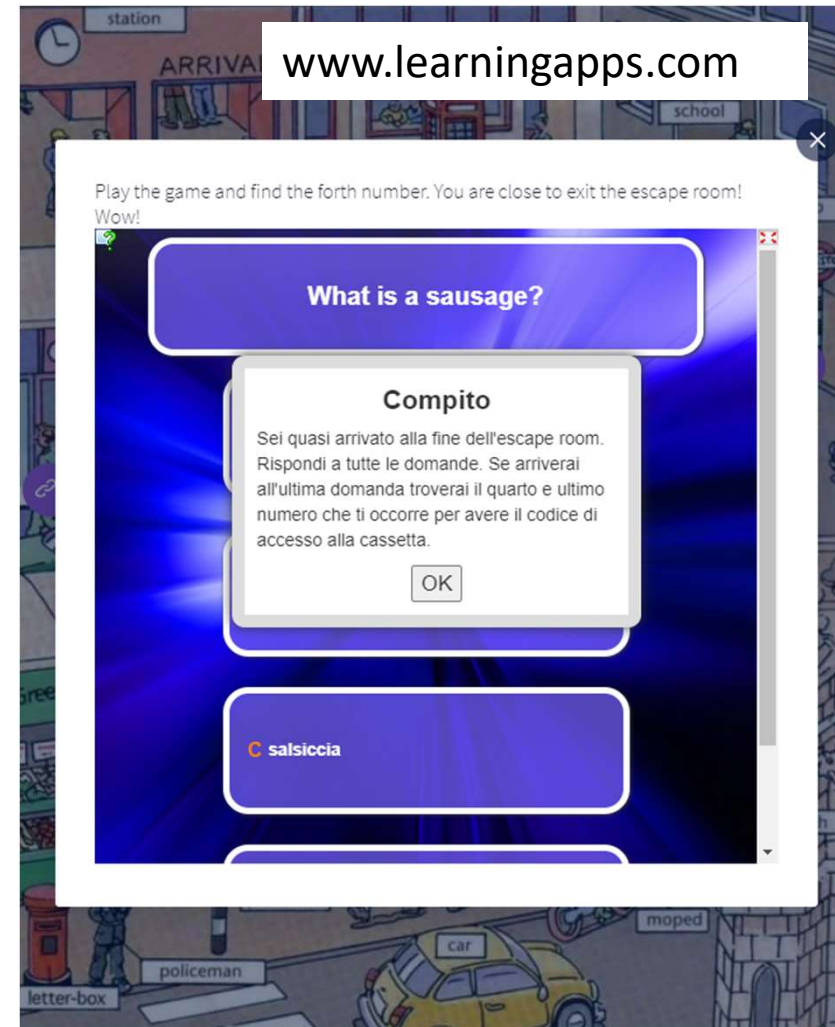 station
ARRIVA
www.learningapps.com
school
Play the game and find the forth number. You are close to exit the escape room!
Wow!
What is a sausage?
Compito
Sei quasi arrivato alla fine dell'escape room.
Rispondi a tutte le domande. Se arriverai
all'ultima domanda troverai il quarto e ultimo
numero che ti occorre per avere il codice di
accesso alla cassetta.
OK
C salsiccia
Gree
moped
car
policeman
letter-box